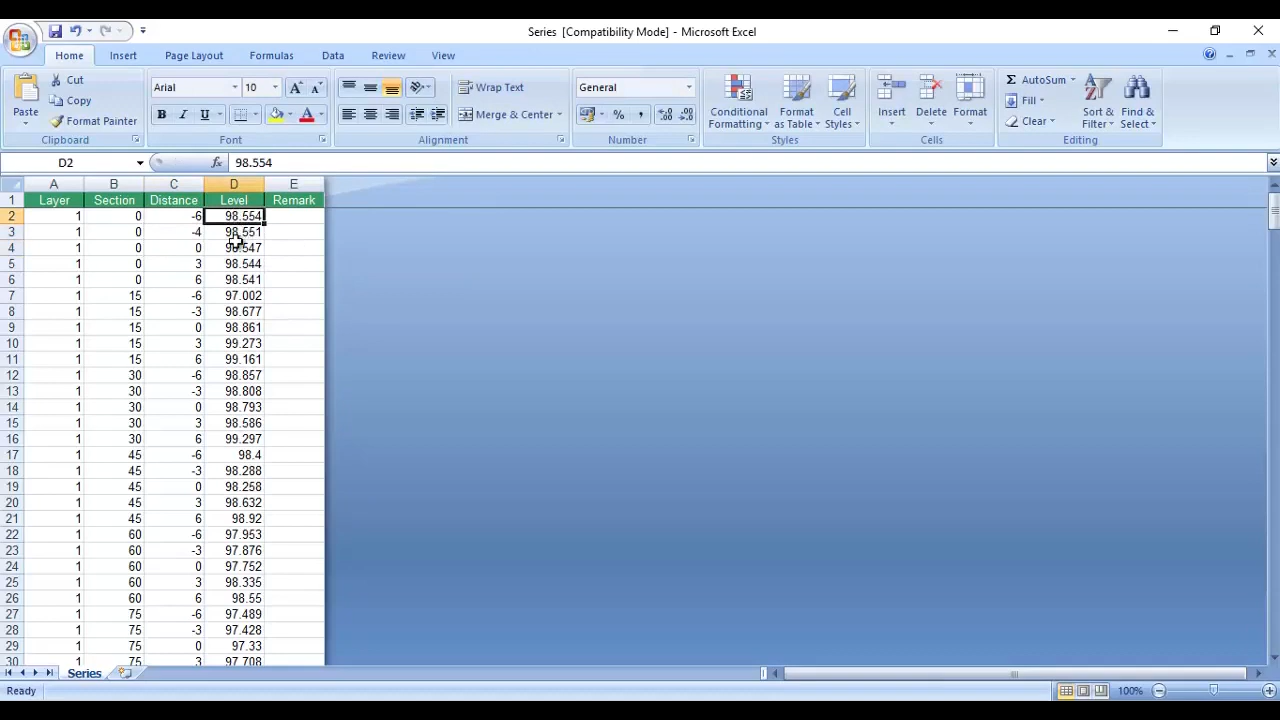 Series [Compatibility Mode] - Microsoft Excel
Home Insert Page Layout Formulas Data Review View
Paste Cut Copy Format Painter Clipboard
Arial 10 A A B I U A Font
Wrap Text Merge & Center Alignment
General % , Number
Conditional Formatting Format as Table Cell Styles Styles
Insert Delete Format Cells
AutoSum Fill Clear Sort & Filter Find & Select Editing
D2 fx 98.554
A B C D E
1 Layer Section Distance Level Remark
2 1 0 -6 98.554
3 1 0 -4 98.551
4 1 0 0 98.547
5 1 0 3 98.544
6 1 0 6 98.541
7 1 15 -6 97.002
8 1 15 -3 98.677
9 1 15 0 98.861
10 1 15 3 99.273
11 1 15 6 99.161
12 1 30 -6 98.857
13 1 30 -3 98.808
14 1 30 0 98.793
15 1 30 3 98.586
16 1 30 6 99.297
17 1 45 -6 98.4
18 1 45 -3 98.288
19 1 45 0 98.258
20 1 45 3 98.632
21 1 45 6 98.92
22 1 60 -6 97.953
23 1 60 -3 97.876
24 1 60 0 97.752
25 1 60 3 98.335
26 1 60 6 98.55
27 1 75 -6 97.489
28 1 75 -3 97.428
29 1 75 0 97.33
30 1 75 3 97.708
Series
Ready 100%